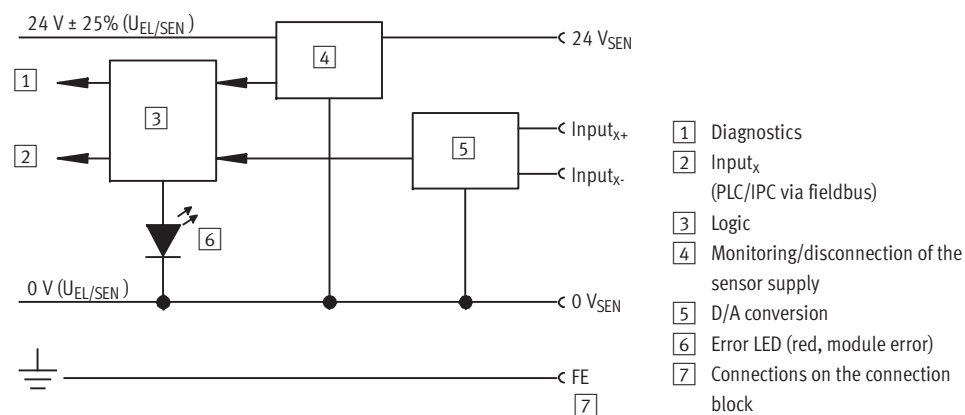 24 V ± 25% (U_EL/SEN)
4
24 V_SEN
1
3
2
5
Input_x+
Input_x-
6
0 V (U_EL/SEN)
0 V_SEN
FE
7
1 Diagnostics
2 Input_x
(PLC/IPC via fieldbus)
3 Logic
4 Monitoring/disconnection of the
sensor supply
5 D/A conversion
6 Error LED (red, module error)
7 Connections on the connection
block